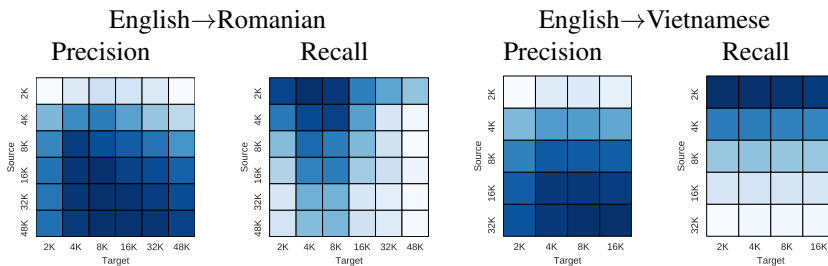 English→Romanian
English→Vietnamese
Precision
Recall
Precision
Recall
Source
2K
4K
8K
16K
32K
48K
2K 4K 8K 16K 32K 48K
Target
2K
4K
8K
16K
32K
48K
2K 4K 8K 16K 32K 48K
Target
Source
2K
4K
8K
16K
32K
2K 4K 8K 16K
Target
2K
4K
8K
16K
32K
2K 4K 8K 16K
Target